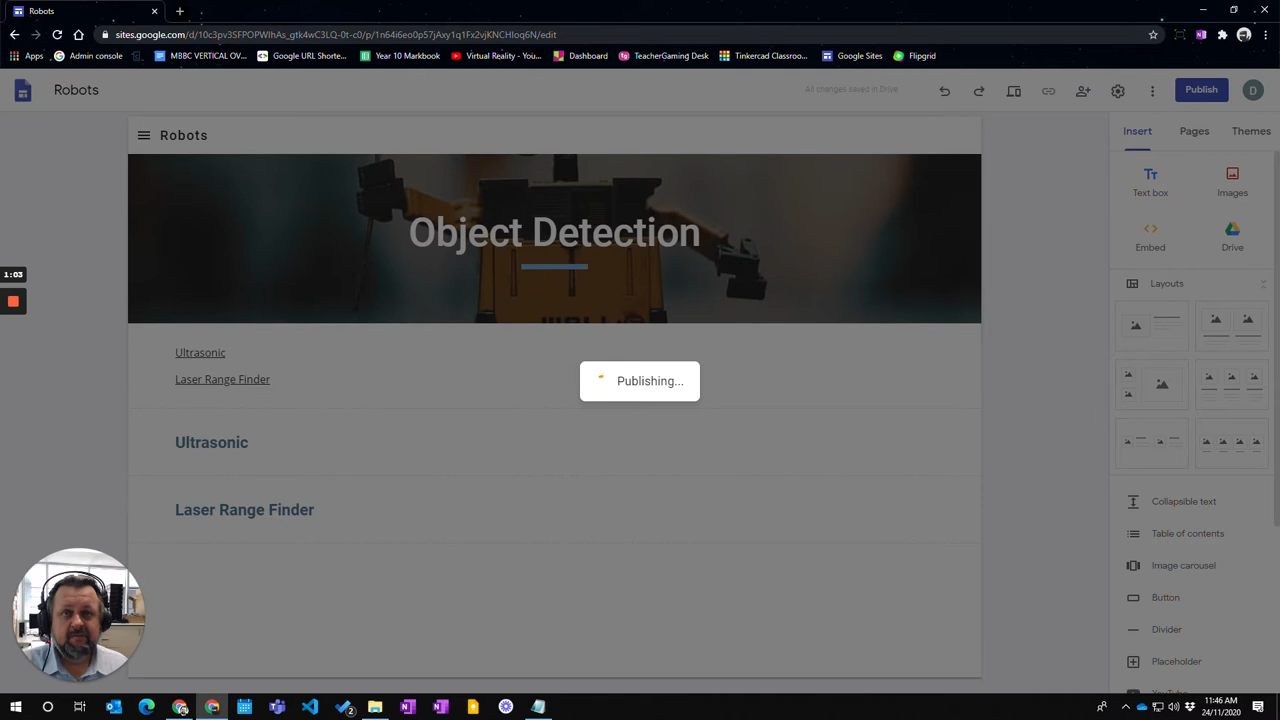 Robots
sites.google.com/d/10c3pv3SFPOPWIhAs_gtk4wC3LQ-0t-c0/p/1n64i6eo0p57jAxy1q1Fx2vjKNCHloq6N/edit
Apps
Admin console
MBBC VERTICAL OV...
Google URL Shorte...
Year 10 Markbook
Virtual Reality - You...
Dashboard
TeacherGaming Desk
Tinkercad Classroo...
Google Sites
Flipgrid
Robots
All changes saved in Drive
Publish
D
Robots
Insert
Pages
Themes
Text box
Images
Object Detection
Embed
Drive
1:03
Layouts
Ultrasonic
Laser Range Finder
Publishing...
Ultrasonic
Laser Range Finder
Collapsible text
Table of contents
Image carousel
Button
Divider
Placeholder
YouTube
2
11:46 AM
24/11/2020